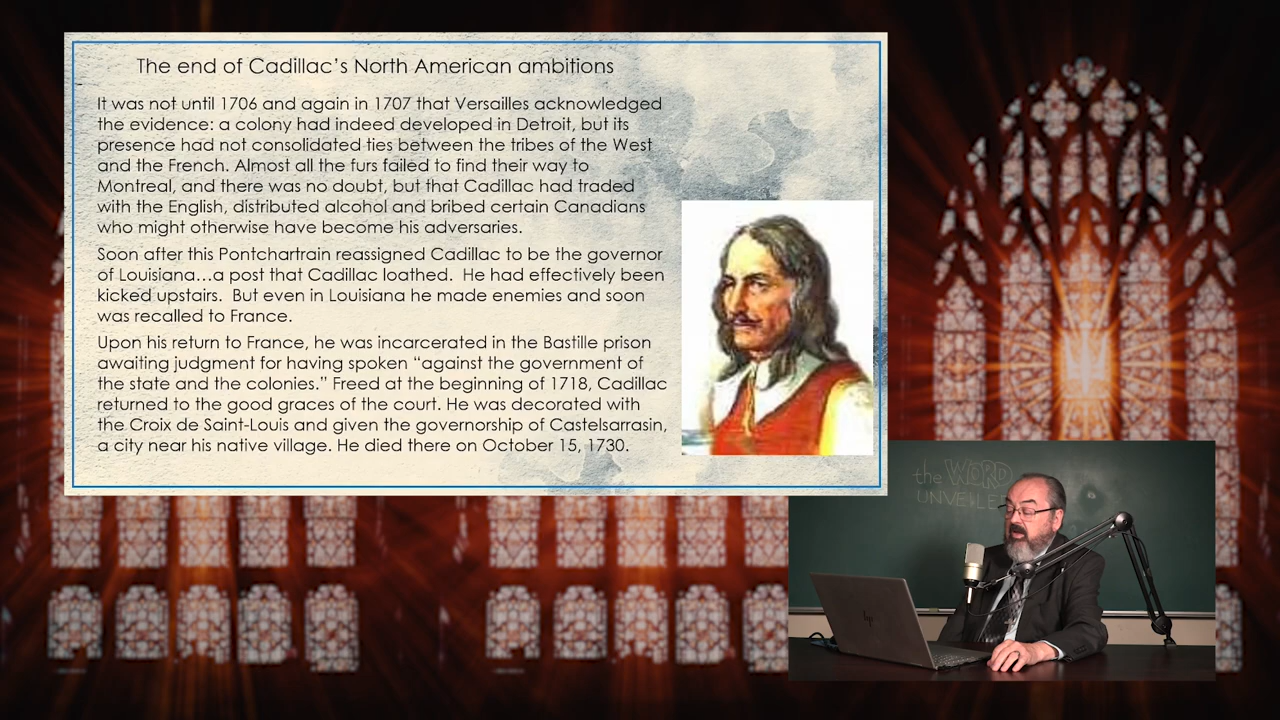 The end of Cadillac’s North American ambitions
It was not until 1706 and again in 1707 that Versailles acknowledged
the evidence: a colony had indeed developed in Detroit, but its
presence had not consolidated ties between the tribes of the West
and the French. Almost all the furs failed to find their way to
Montreal, and there was no doubt, but that Cadillac had traded
with the English, distributed alcohol and bribed certain Canadians
who might otherwise have become his adversaries.
Soon after this Pontchartrain reassigned Cadillac to be the governor
of Louisiana…a post that Cadillac loathed. He had effectively been
kicked upstairs. But even in Louisiana he made enemies and soon
was recalled to France.
Upon his return to France, he was incarcerated in the Bastille prison
awaiting judgment for having spoken “against the government of
the state and the colonies.” Freed at the beginning of 1718, Cadillac
returned to the good graces of the court. He was decorated with
the Croix de Saint-Louis and given the governorship of Castelsarrasin,
a city near his native village. He died there on October 15, 1730.
the WORD
UNVEILE
hp